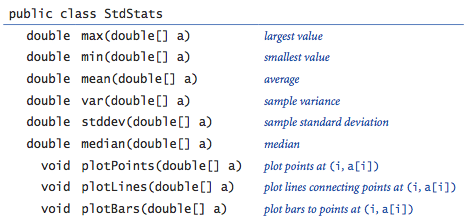 public class StdStats
double max(double[] a) largest value
double min(double[] a) smallest value
double mean(double[] a) average
double var(double[] a) sample variance
double stddev(double[] a) sample standard deviation
double median(double[] a) median
void plotPoints(double[] a) plot points at (i, a[i])
void plotLines(double[] a) plot lines connecting points at (i, a[i])
void plotBars(double[] a) plot bars to points at (i, a[i])